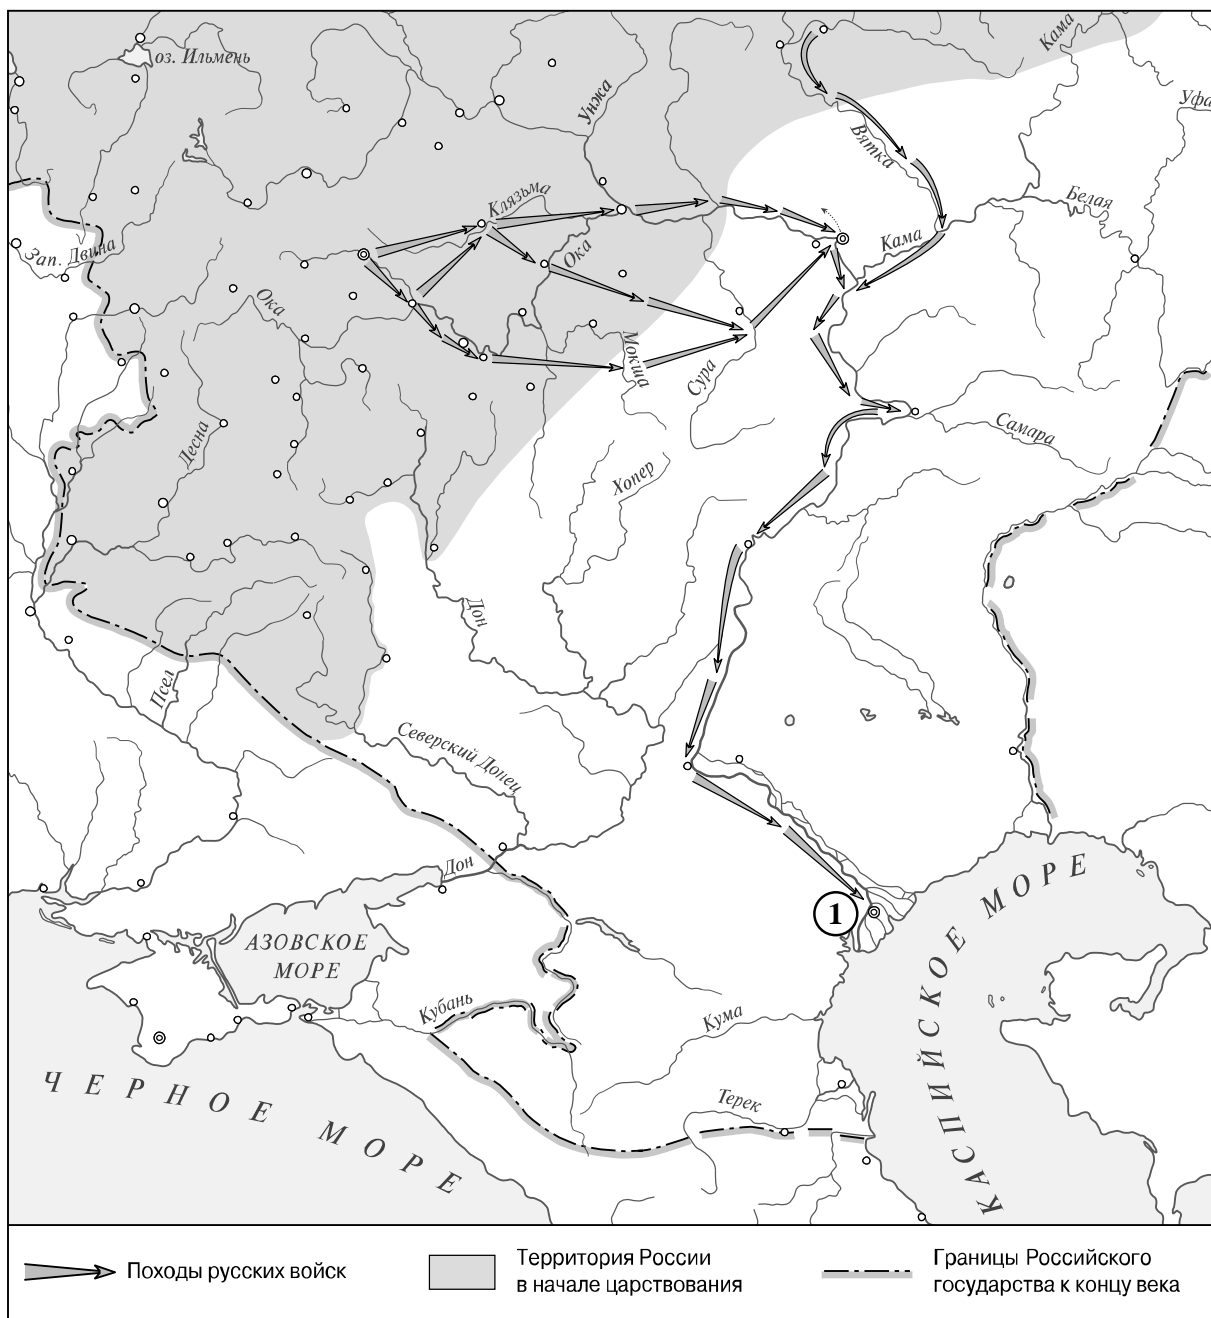 Кама
оз. Ильмень
Унжа
Уфа
Вятка
Клязьма
Белая
Зап. Двина
Ока
Кама
Ока
Мокша
Сура
Самара
Десна
Хопер
Дон
Псел
Северский Донец
Дон
КАСПИЙСКОЕ МОРЕ
1
АЗОВСКОЕ
МОРЕ
Кубань
Кума
ЧЕРНОЕ МОРЕ
Терек
Походы русских войск
Территория России
в начале царствования
Границы Российского
государства к концу века